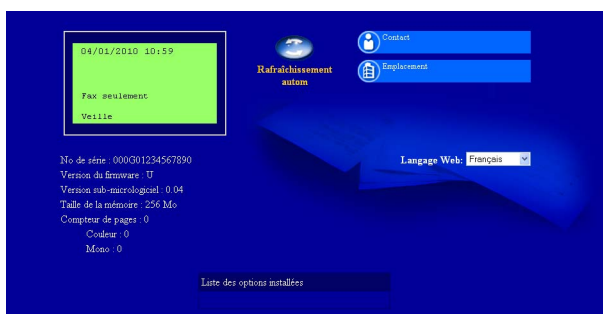 04/01/2010 10:59
Fax seulement
Veille
Rafraîchissement
autom
Contact
Emplacement
No de série : 000G01234567890
Version du firmware : U
Version sub-micrologiciel : 0.04
Taille de la mémoire : 256 Mo
Compteur de pages : 0
Couleur : 0
Mono : 0
Langage Web: Français
Liste des options installées